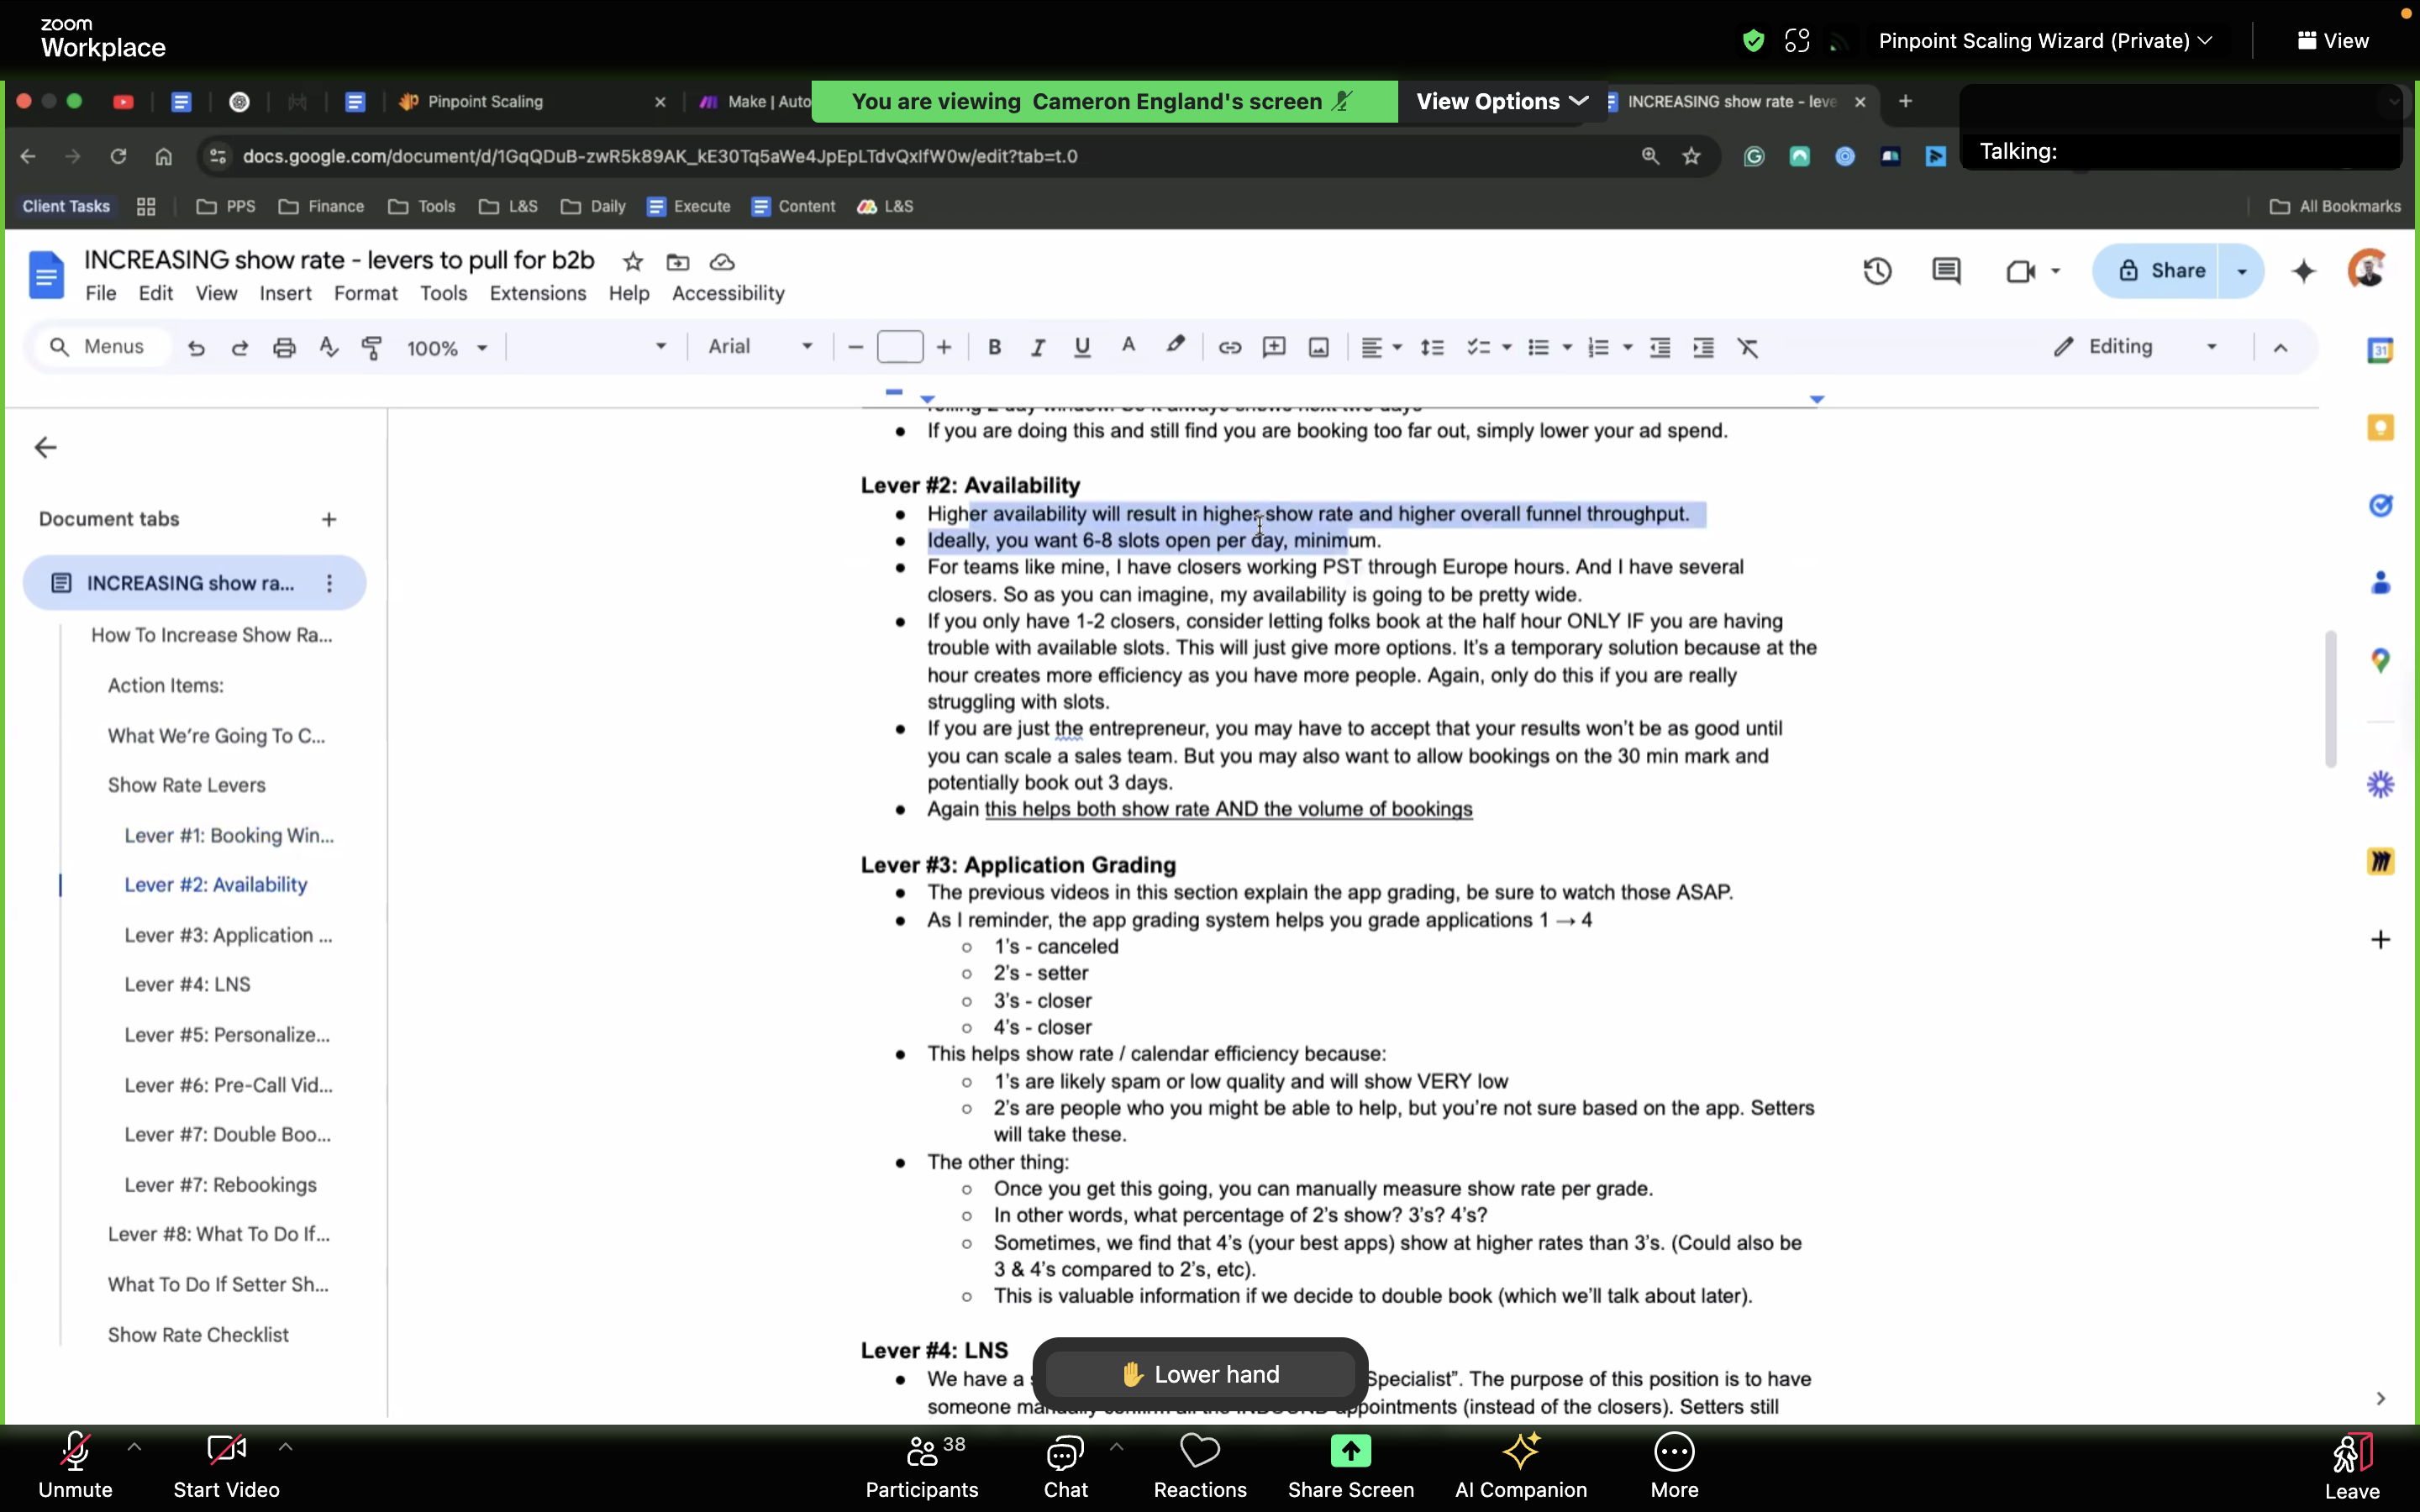 zoom
Workplace
Pinpoint Scaling Wizard (Private)
View
Pinpoint Scaling
Make | Auto
You are viewing Cameron England's screen
View Options
INCREASING show rate - leve
Talking:
docs.google.com/document/d/1GqQDuB-zwR5k89AK_kE30Tq5aWe4JpEpLTdvQxIfW0w/edit?tab=t.0
Client Tasks
PPS
Finance
Tools
L&S
Daily
Execute
Content
L&S
All Bookmarks
INCREASING show rate - levers to pull for b2b
File Edit View Insert Format Tools Extensions Help Accessibility
Share
Menus
100%
Arial
Editing
31
Document tabs
INCREASING show ra...
How To Increase Show Ra...
Action Items:
What We're Going To C...
Show Rate Levers
Lever #1: Booking Win...
Lever #2: Availability
Lever #3: Application ...
Lever #4: LNS
Lever #5: Personalize...
Lever #6: Pre-Call Vid...
Lever #7: Double Boo...
Lever #7: Rebookings
Lever #8: What To Do If...
What To Do If Setter Sh...
Show Rate Checklist
rolling 2 day window. So it always shows next two days
● If you are doing this and still find you are booking too far out, simply lower your ad spend.
Lever #2: Availability
● Higher availability will result in higher show rate and higher overall funnel throughput.
● Ideally, you want 6-8 slots open per day, minimum.
● For teams like mine, I have closers working PST through Europe hours. And I have several
closers. So as you can imagine, my availability is going to be pretty wide.
● If you only have 1-2 closers, consider letting folks book at the half hour ONLY IF you are having
trouble with available slots. This will just give more options. It's a temporary solution because at the
hour creates more efficiency as you have more people. Again, only do this if you are really
struggling with slots.
● If you are just the entrepreneur, you may have to accept that your results won't be as good until
you can scale a sales team. But you may also want to allow bookings on the 30 min mark and
potentially book out 3 days.
● Again this helps both show rate AND the volume of bookings
Lever #3: Application Grading
● The previous videos in this section explain the app grading, be sure to watch those ASAP.
● As I reminder, the app grading system helps you grade applications 1 → 4
○ 1's - canceled
○ 2's - setter
○ 3's - closer
○ 4's - closer
● This helps show rate / calendar efficiency because:
○ 1's are likely spam or low quality and will show VERY low
○ 2's are people who you might be able to help, but you're not sure based on the app. Setters
will take these.
● The other thing:
○ Once you get this going, you can manually measure show rate per grade.
○ In other words, what percentage of 2's show? 3's? 4's?
○ Sometimes, we find that 4's (your best apps) show at higher rates than 3's. (Could also be
3 & 4's compared to 2's, etc).
○ This is valuable information if we decide to double book (which we'll talk about later).
Lever #4: LNS
● We have a Specialist". The purpose of this position is to have
someone manually confirm all the INBOUND appointments (instead of the closers). Setters still
Lower hand
Unmute
Start Video
38
Participants
Chat
Reactions
Share Screen
AI Companion
More
Leave